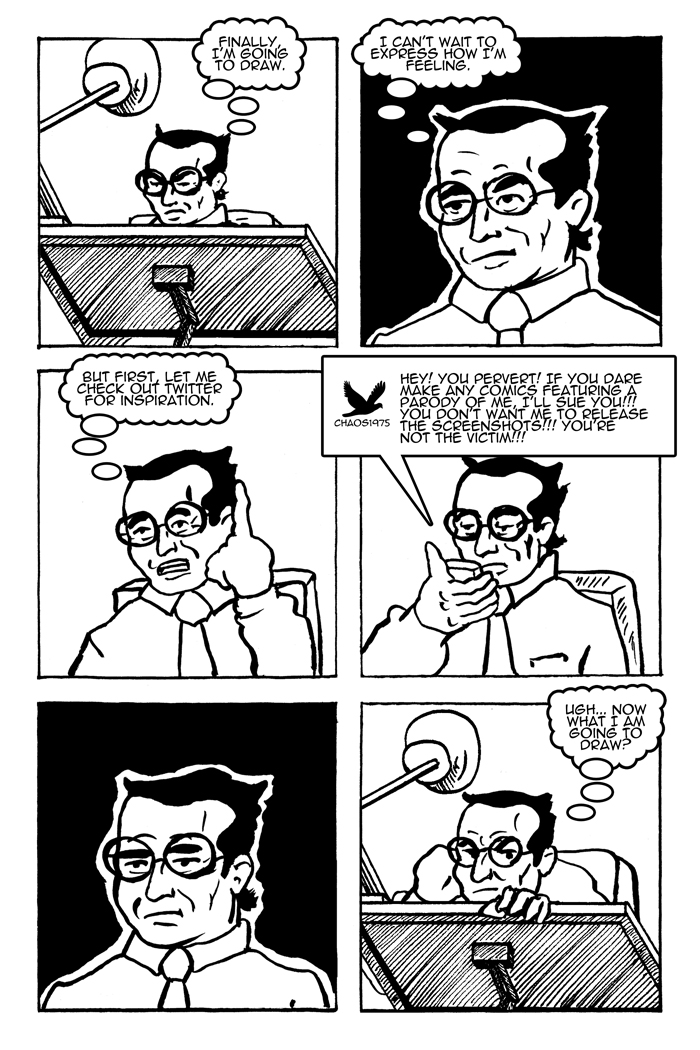 FINALLY,
I'M GOING
TO DRAW.
I CAN'T WAIT TO
EXPRESS HOW I'M
FEELING.
BUT FIRST, LET ME
CHECK OUT TWITTER
FOR INSPIRATION.
CHAOS1975
HEY! YOU PERVERT! IF YOU DARE
MAKE ANY COMICS FEATURING A
PARODY OF ME, I'LL SUE YOU!!!
YOU DON'T WANT ME TO RELEASE
THE SCREENSHOTS!!! YOU'RE
NOT THE VICTIM!!!
UGH... NOW
WHAT I AM
GOING TO
DRAW?